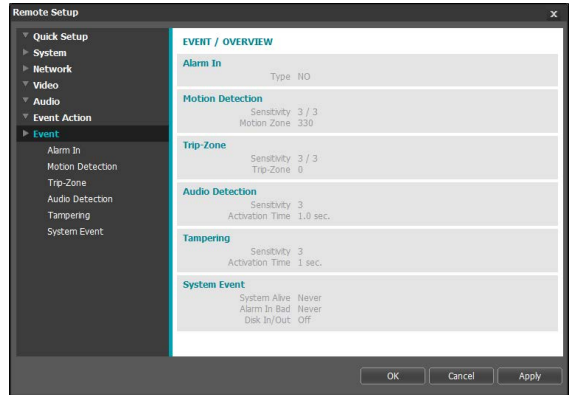 Remote Setup x
Quick Setup
System
Network
Video
Audio
Event Action
Event
Alarm In
Motion Detection
Trip-Zone
Audio Detection
Tampering
System Event
EVENT / OVERVIEW
Alarm In
Type NO
Motion Detection
Sensitivity 3 / 3
Motion Zone 330
Trip-Zone
Sensitivity 3 / 3
Trip-Zone 0
Audio Detection
Sensitivity 3
Activation Time 1.0 sec.
Tampering
Sensitivity 3
Activation Time 1 sec.
System Event
System Alive Never
Alarm In Bad Never
Disk In/Out Off
OK Cancel Apply